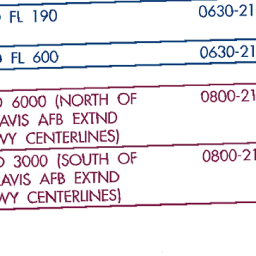 FL 190 0630-21
FL 600 0630-21
6000 (NORTH OF 0800-21
AVIS AFB EXTND
WY CENTERLINES)
3000 (SOUTH OF 0800-21
AVIS AFB EXTND
WY CENTERLINES)